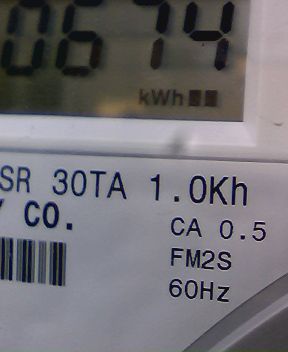 0674
kWh
SR 30TA 1.0Kh
Y CO.
CA 0.5
FM2S
60Hz